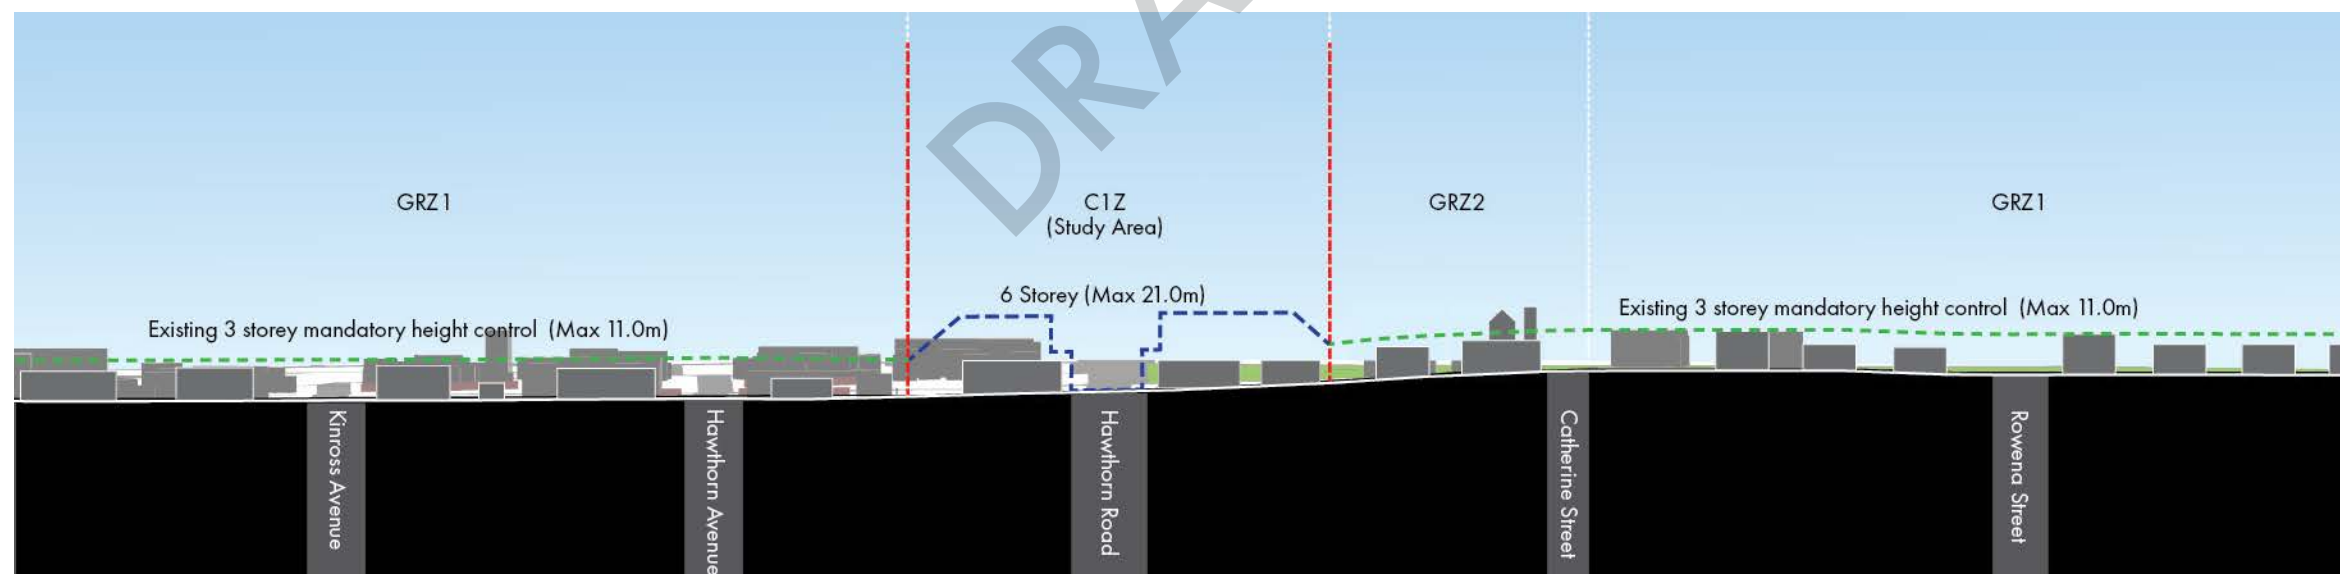 DRA
GRZ1
C1Z
(Study Area)
GRZ2
GRZ1
6 Storey (Max 21.0m)
Existing 3 storey mandatory height control (Max 11.0m)
Existing 3 storey mandatory height control (Max 11.0m)
Kinross Avenue
Hawthorn Avenue
Hawthorn Road
Catherine Street
Rowena Street